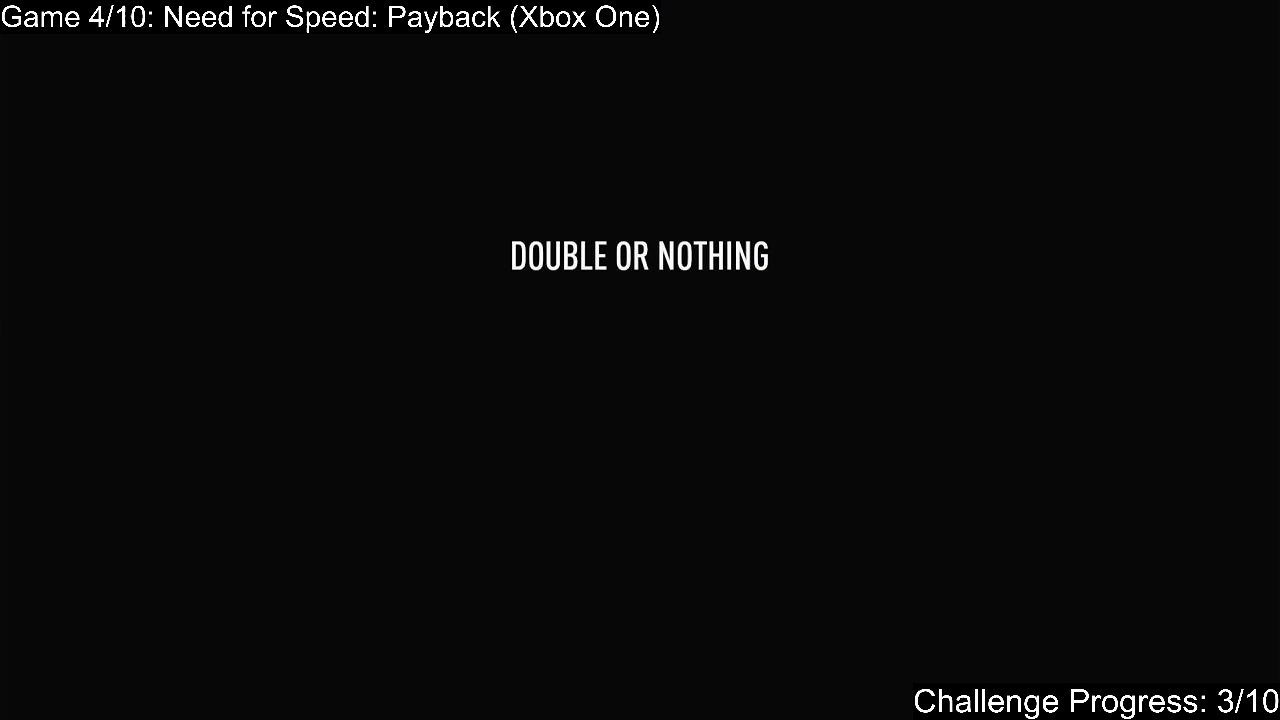 Game 4/10: Need for Speed: Payback (Xbox One)
DOUBLE OR NOTHING
Challenge Progress: 3/10